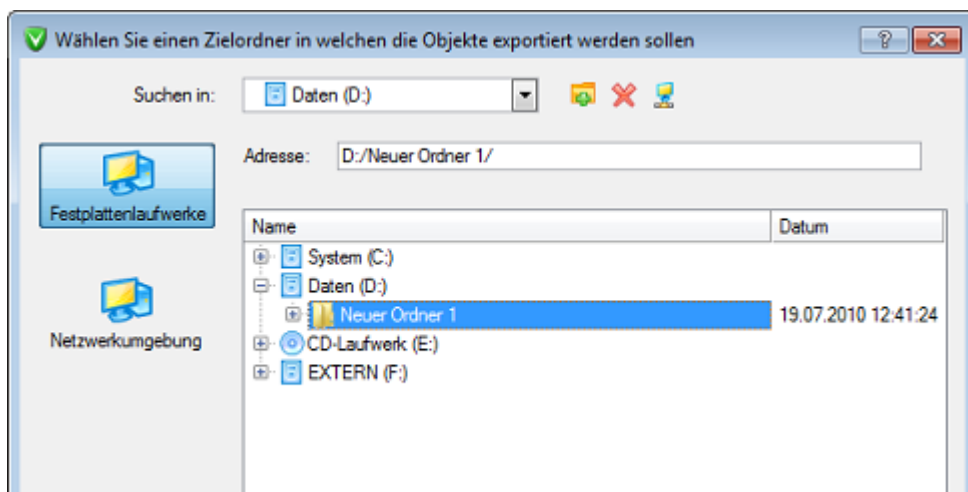 Wählen Sie einen Zielordner in welchen die Objekte exportiert werden sollen
Suchen in: Daten (D:)
Adresse: D:/Neuer Ordner 1/
Festplattenlaufwerke
Netzwerkumgebung
Name Datum
System (C:)
Daten (D:)
Neuer Ordner 1 19.07.2010 12:41:24
CD-Laufwerk (E:)
EXTERN (F:)